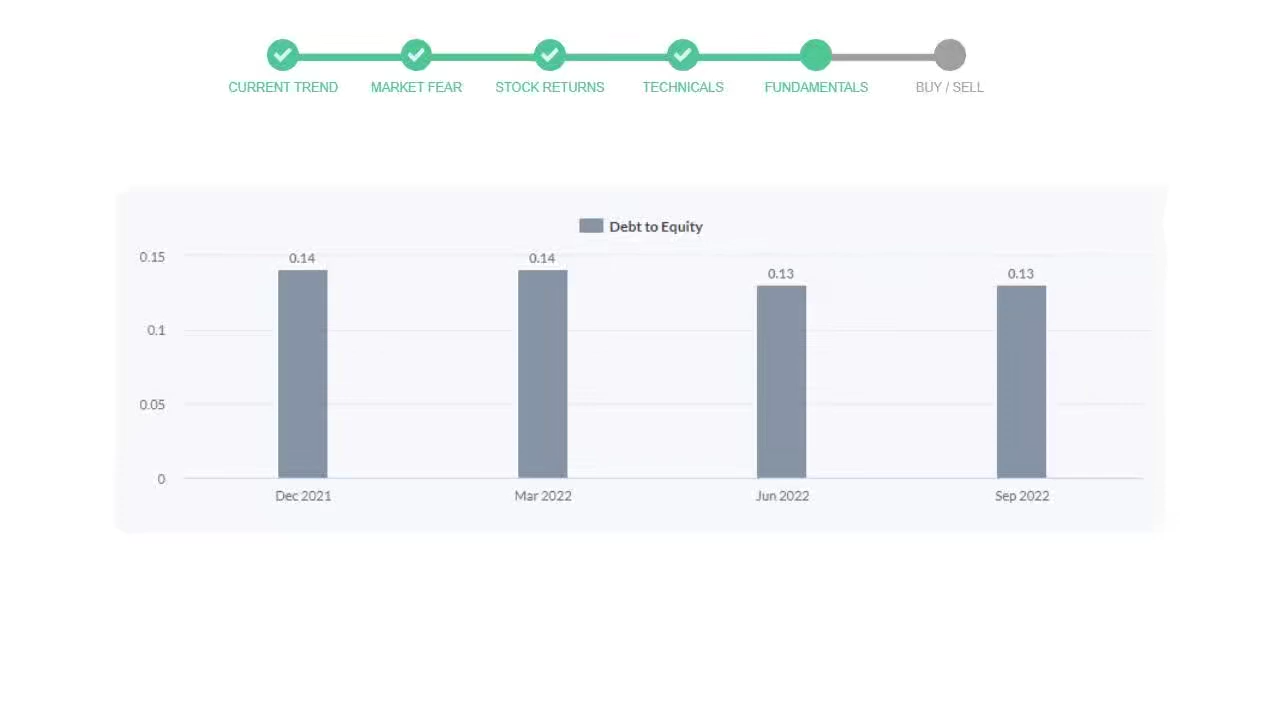 CURRENT TREND MARKET FEAR STOCK RETURNS TECHNICALS FUNDAMENTALS BUY / SELL
Debt to Equity
0.15 0.14 0.14 0.13 0.13
0.1
0.05
0
Dec 2021 Mar 2022 Jun 2022 Sep 2022